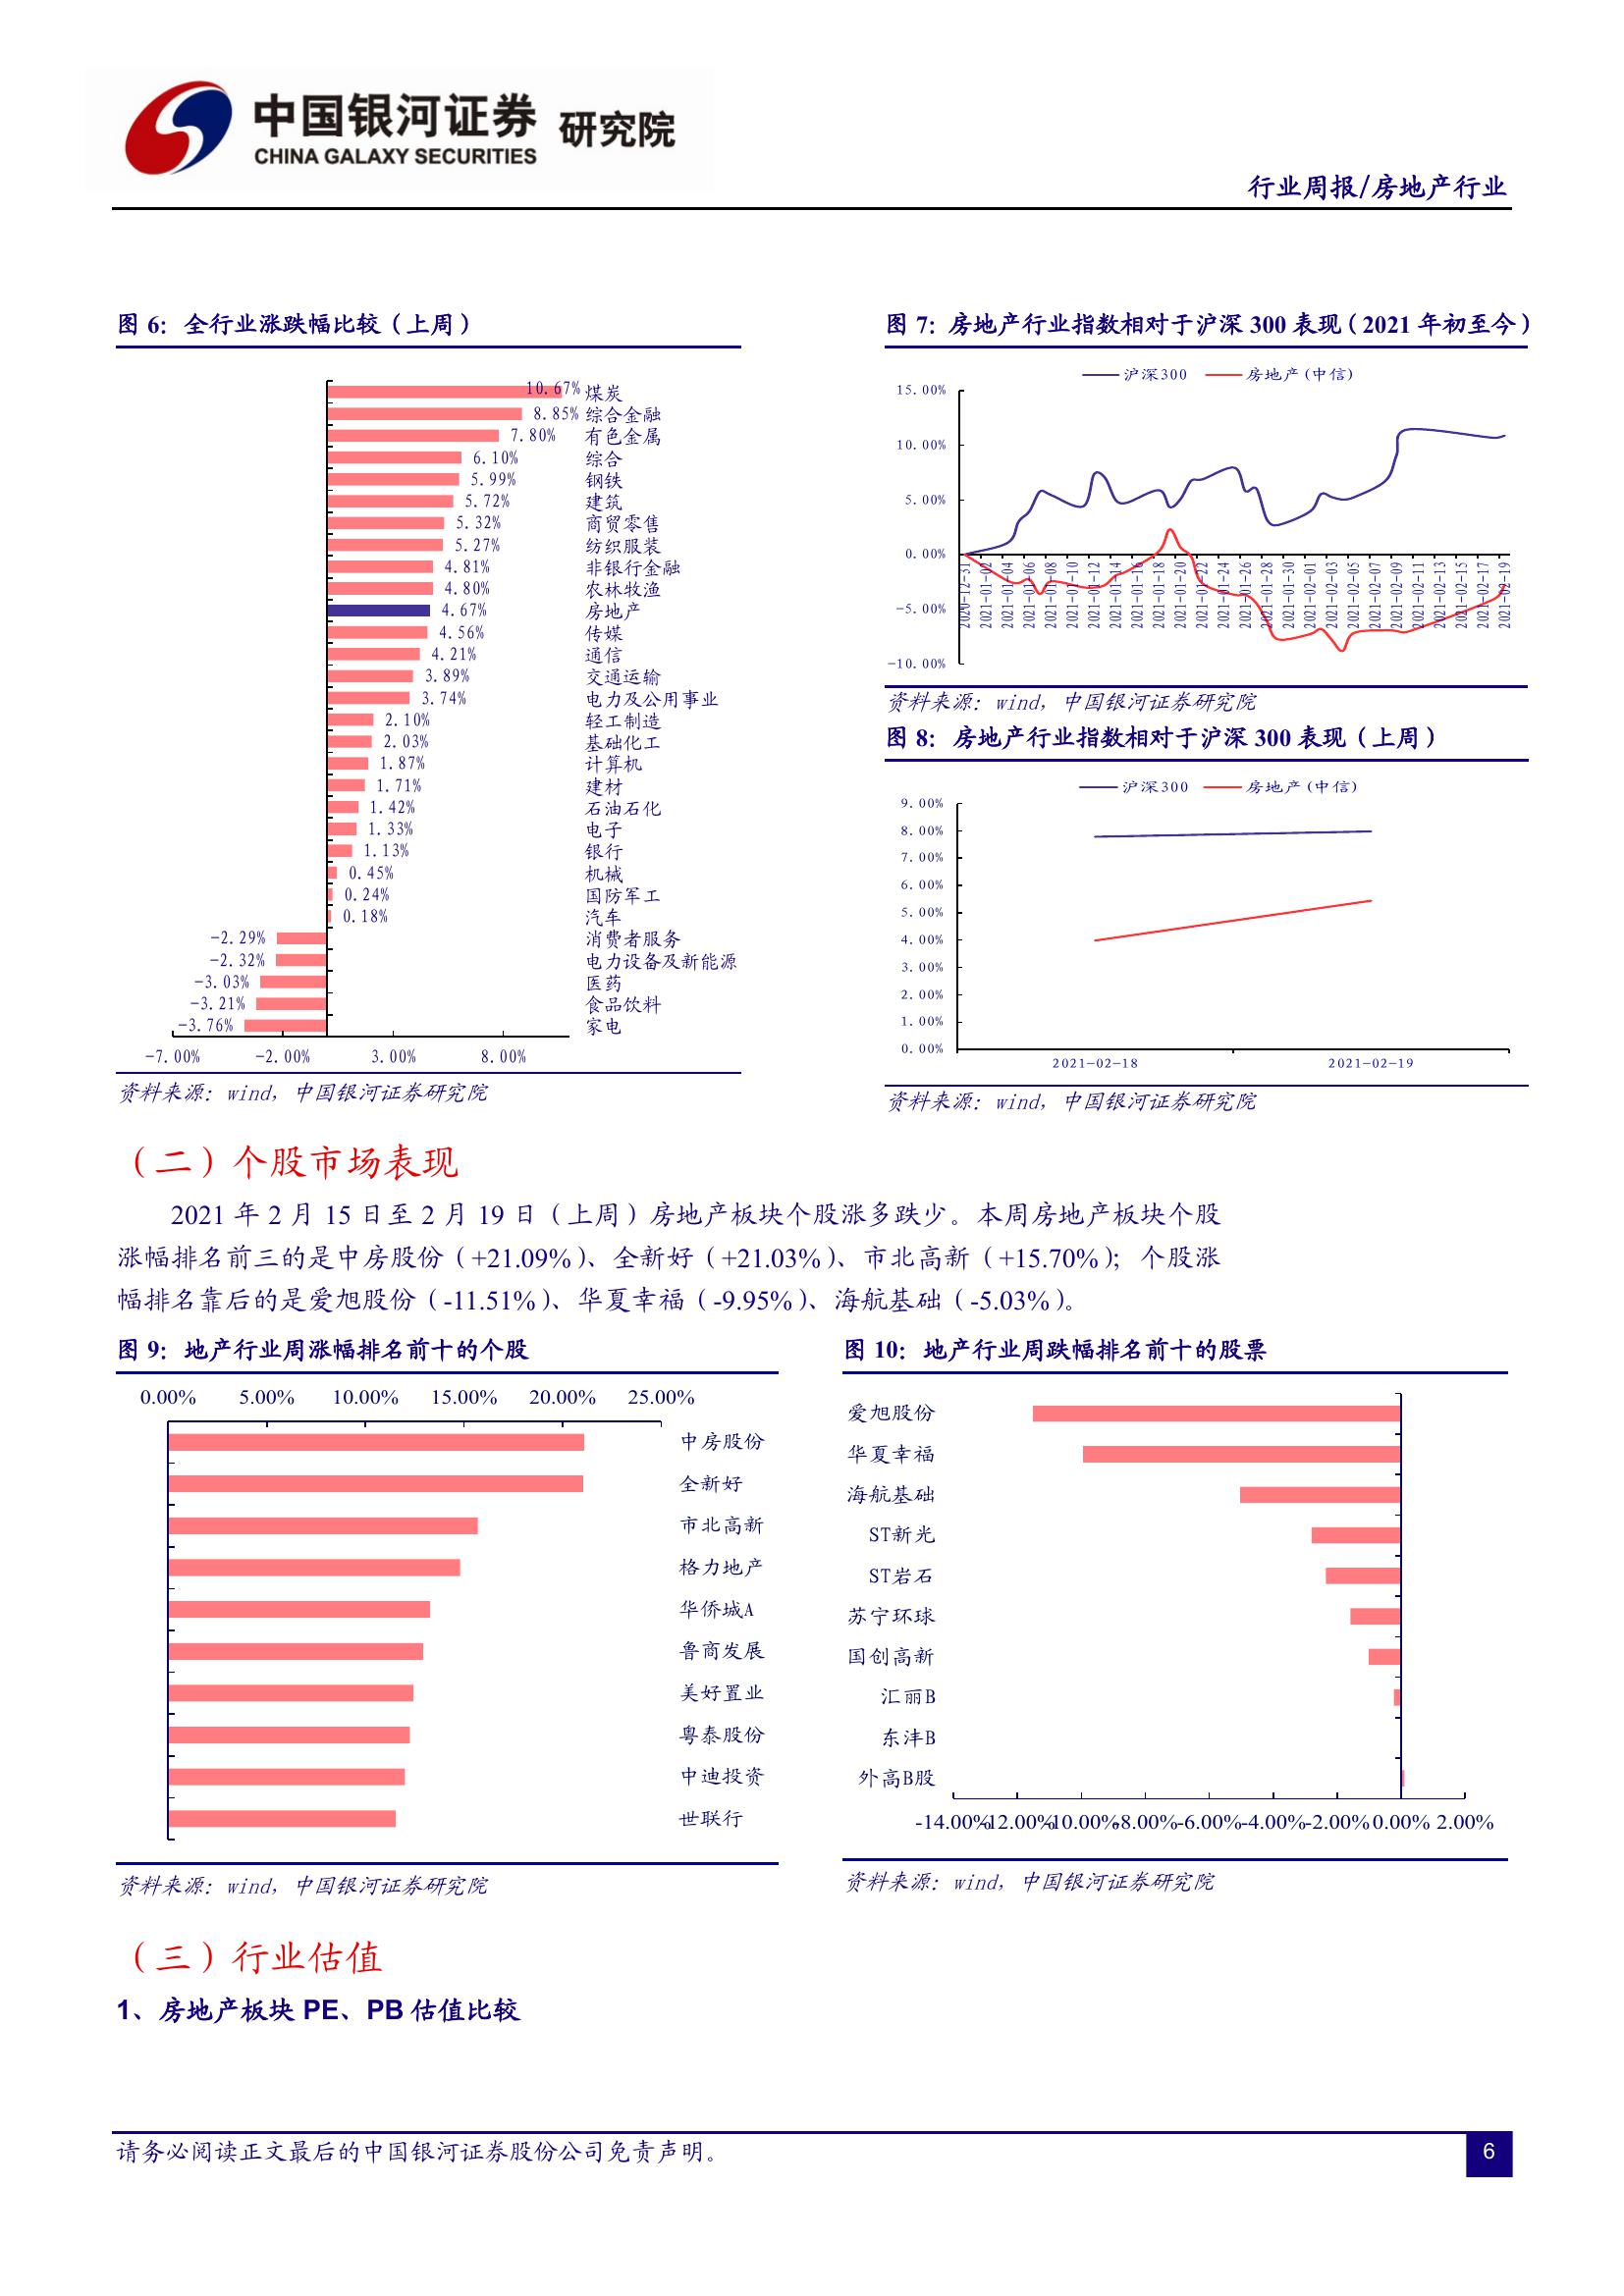 中国银河证券 研究院
CHINA GALAXY SECURITIES
行业周报/房地产行业
图 6：全行业涨跌幅比较（上周）
10.67% 煤炭
8.85% 综合金融
7.80% 有色金属
6.10% 综合
5.99% 钢铁
5.72% 建筑
5.32% 商贸零售
5.27% 纺织服装
4.81% 非银行金融
4.80% 农林牧渔
4.67% 房地产
4.56% 传媒
4.21% 通信
3.89% 交通运输
3.74% 电力及公用事业
2.10% 轻工制造
2.03% 基础化工
1.87% 计算机
1.71% 建材
1.42% 石油石化
1.33% 电子
1.13% 银行
0.45% 机械
0.24% 国防军工
0.18% 汽车
-2.29% 消费者服务
-2.32% 电力设备及新能源
-3.03% 医药
-3.21% 食品饮料
-3.76% 家电
-7.00% -2.00% 3.00% 8.00%
资料来源：wind，中国银河证券研究院
图 7：房地产行业指数相对于沪深 300 表现（2021 年初至今）
沪深300 房地产(中信)
15.00%
10.00%
5.00%
0.00%
-5.00%
-10.00%
2020-12-31
2021-01-02
2021-01-04
2021-01-06
2021-01-08
2021-01-10
2021-01-12
2021-01-14
2021-01-16
2021-01-18
2021-01-20
2021-01-22
2021-01-24
2021-01-26
2021-01-28
2021-01-30
2021-02-01
2021-02-03
2021-02-05
2021-02-07
2021-02-09
2021-02-11
2021-02-13
2021-02-15
2021-02-17
2021-02-19
资料来源：wind，中国银河证券研究院
图 8：房地产行业指数相对于沪深 300 表现（上周）
沪深300 房地产(中信)
9.00%
8.00%
7.00%
6.00%
5.00%
4.00%
3.00%
2.00%
1.00%
0.00%
2021-02-18 2021-02-19
资料来源：wind，中国银河证券研究院
（二）个股市场表现
2021 年 2 月 15 日至 2 月 19 日（上周）房地产板块个股涨多跌少。本周房地产板块个股
涨幅排名前三的是中房股份（+21.09%）、全新好（+21.03%）、市北高新（+15.70%）；个股涨
幅排名靠后的是爱旭股份（-11.51%）、华夏幸福（-9.95%）、海航基础（-5.03%）。
图 9：地产行业周涨幅排名前十的个股
0.00% 5.00% 10.00% 15.00% 20.00% 25.00%
中房股份
全新好
市北高新
格力地产
华侨城A
鲁商发展
美好置业
粤泰股份
中迪投资
世联行
资料来源：wind，中国银河证券研究院
图 10：地产行业周跌幅排名前十的股票
爱旭股份
华夏幸福
海航基础
ST新光
ST岩石
苏宁环球
国创高新
汇丽B
东沣B
外高B股
-14.00% -12.00% -10.00% -8.00% -6.00% -4.00% -2.00% 0.00% 2.00%
资料来源：wind，中国银河证券研究院
（三）行业估值
1、房地产板块 PE、PB 估值比较
请务必阅读正文最后的中国银河证券股份公司免责声明。
6